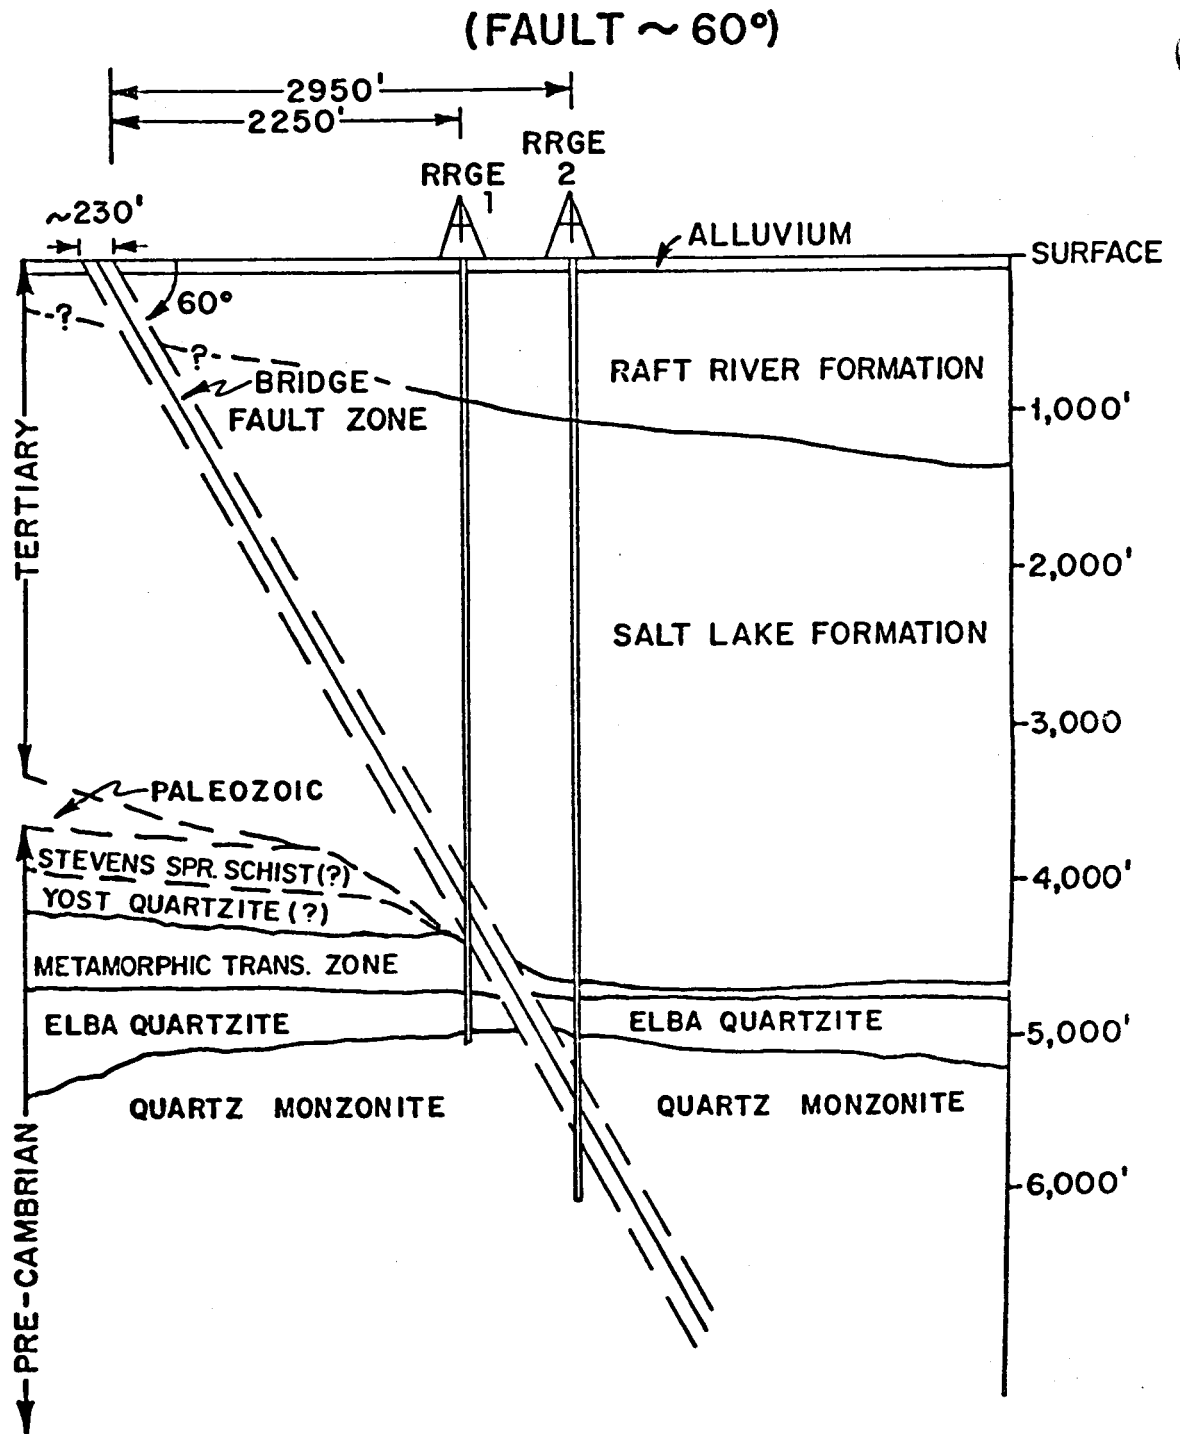 (FAULT ~ 60°)
2950'
2250'
RRGE
2
RRGE
1
~230'
ALLUVIUM
SURFACE
60°
?
?
RAFT RIVER FORMATION
BRIDGE
FAULT ZONE
1,000'
TERTIARY
2,000'
SALT LAKE FORMATION
3,000
PALEOZOIC
STEVENS SPR. SCHIST (?)
4,000'
YOST QUARTZITE (?)
METAMORPHIC TRANS. ZONE
ELBA QUARTZITE
ELBA QUARTZITE
5,000'
QUARTZ MONZONITE
QUARTZ MONZONITE
6,000'
PRE-CAMBRIAN